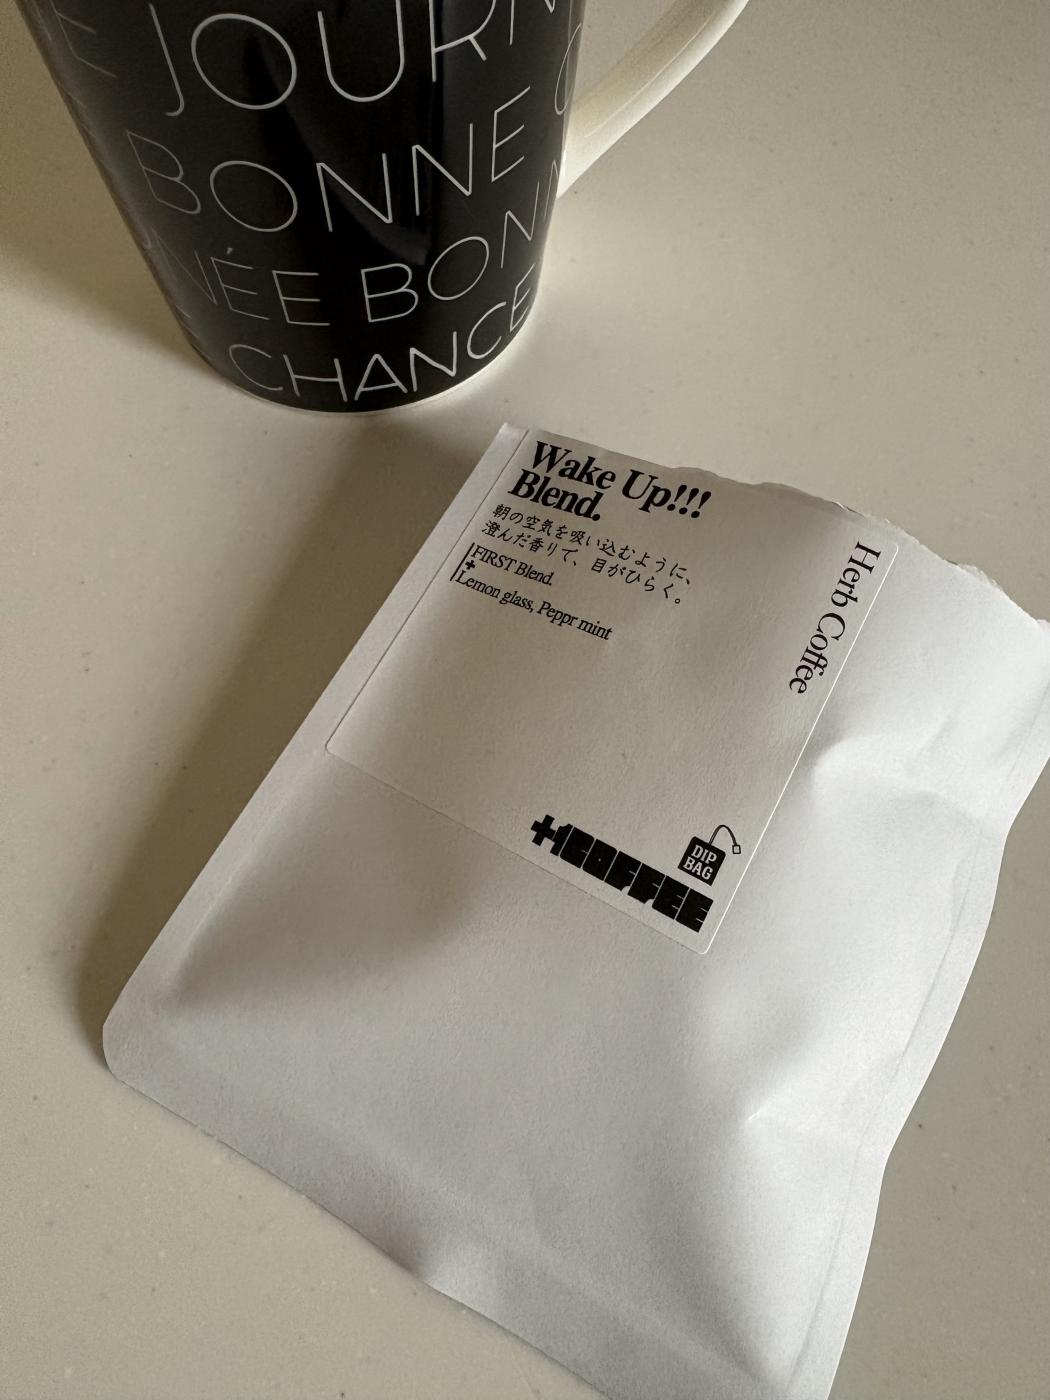 JOURN
BONNE
NÉE BONN
CHANCE
Wake Up!!!
Blend.
朝の空気を吸い込むように、
澄んだ香りで、目がひらく。
FIRST Blend.
+
Lemon glass, Peppr mint
Herb Coffee
DIP
BAG
+1COFFEE